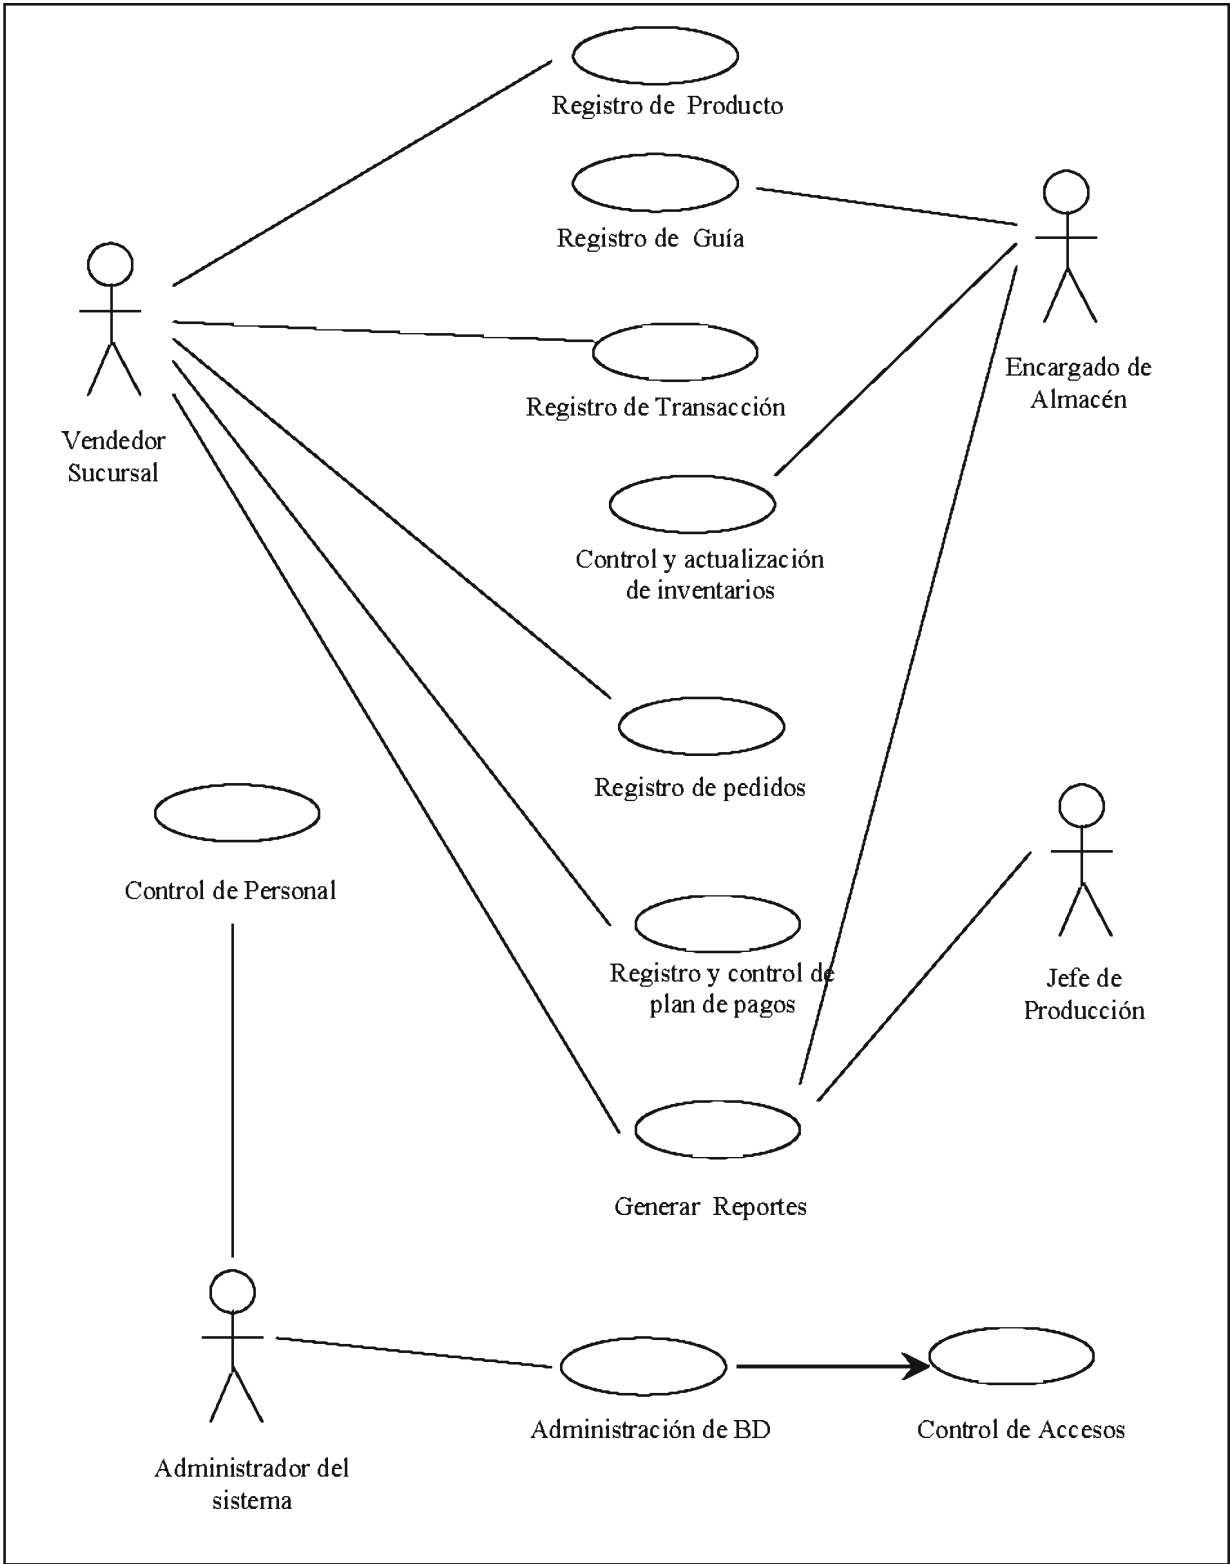 Registro de Producto
Registro de Guía
Registro de Transacción
Encargado de
Almacén
Vendedor
Sucursal
Control y actualización
de inventarios
Registro de pedidos
Control de Personal
Registro y control de
plan de pagos
Jefe de
Producción
Generar Reportes
Administración de BD
Control de Accesos
Administrador del
sistema